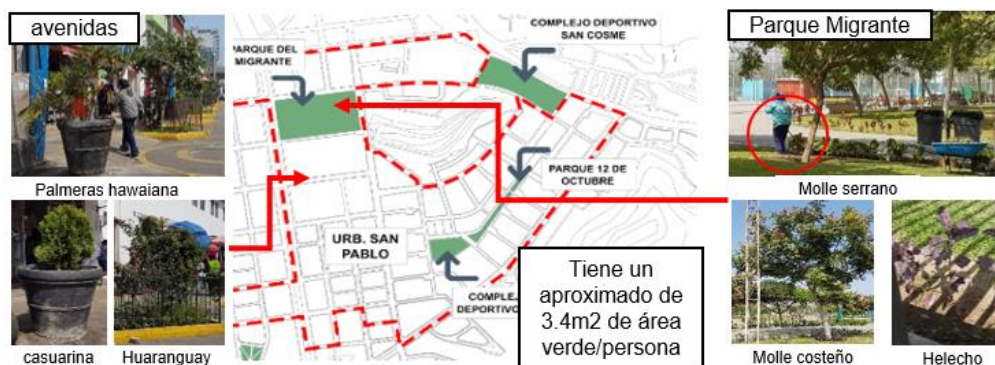 avenidas
Palmeras hawaiana
casuarina
Huaranguay
PARQUE DEL
MIGRANTE
COMPLEJO DEPORTIVO
SAN COSME
PARQUE 12 DE
OCTUBRE
URB. SAN
PABLO
COMPLEJO
DEPORTIVO
Tiene un
aproximado de
3.4m2 de área
verde/persona
Parque Migrante
Molle serrano
Molle costeño
Helecho